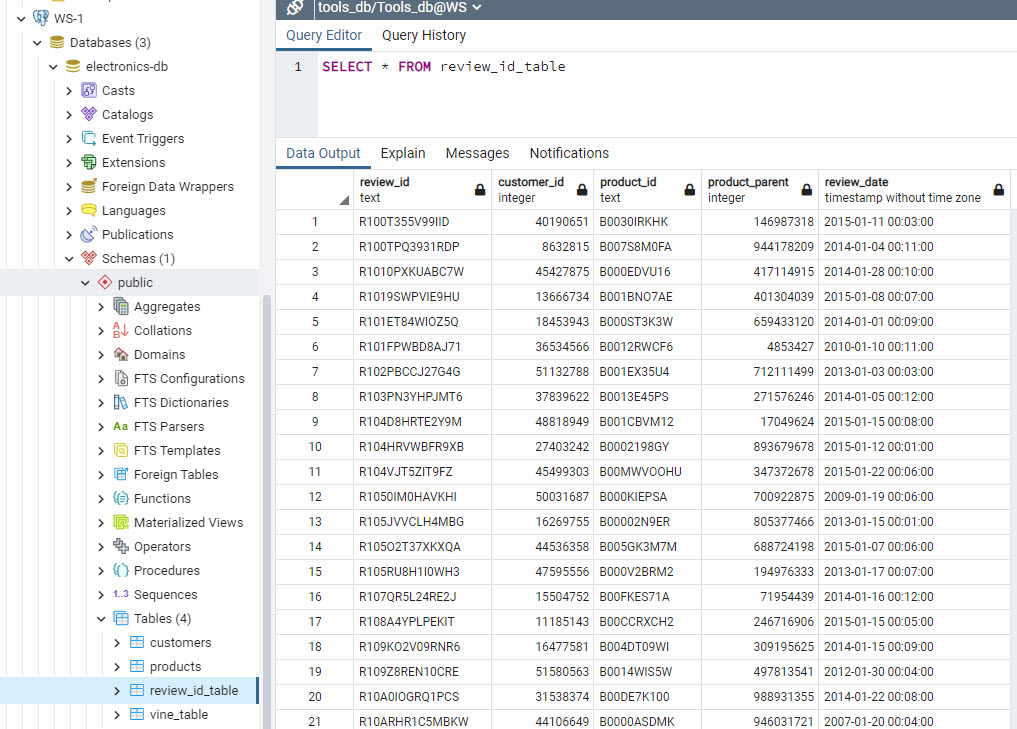 WS-1
Databases (3)
electronics-db
Casts
Catalogs
Event Triggers
Extensions
Foreign Data Wrappers
Languages
Publications
Schemas (1)
public
Aggregates
Collations
Domains
FTS Configurations
FTS Dictionaries
Aa FTS Parsers
FTS Templates
Foreign Tables
Functions
Materialized Views
Operators
Procedures
1..3 Sequences
Tables (4)
customers
products
review_id_table
vine_table
tools_db/Tools_db@WS
Query Editor Query History
1 SELECT * FROM review_id_table
Data Output Explain Messages Notifications
review_id customer_id product_id product_parent review_date
text integer text integer timestamp without time zone
1 R100T355V99IID 40190651 B0030IRKHK 146987318 2015-01-11 00:03:00
2 R100TPQ3931RDP 8632815 B007S8M0FA 944178209 2014-01-04 00:11:00
3 R1010PXKUABC7W 45427875 B000EDVU16 417114915 2014-01-28 00:10:00
4 R1019SWPVIE9HU 13666734 B001BNO7AE 401304039 2015-01-08 00:07:00
5 R101ET84WIOZ5Q 18453943 B000ST3K3W 659433120 2014-01-01 00:09:00
6 R101FPWBD8AJ71 36534566 B0012RWCF6 4853427 2010-01-10 00:11:00
7 R102PBCCJ27G4G 51132788 B001EX35U4 712111499 2013-01-03 00:03:00
8 R103PN3YHPJMT6 37839622 B0013E45PS 271576246 2014-01-05 00:12:00
9 R104D8HRTE2Y9M 48818949 B001CBVM12 17049624 2015-01-15 00:08:00
10 R104HRVWBFR9XB 27403242 B0002198GY 893679678 2015-01-12 00:01:00
11 R104VJT5ZIT9FZ 45499303 B00MWVOOHU 347372678 2015-01-22 00:06:00
12 R1050IM0HAVKHI 50031687 B000KIEPSA 700922875 2009-01-19 00:06:00
13 R105JVVCLH4MBG 16269755 B00002N9ER 805377466 2013-01-15 00:01:00
14 R105O2T37XKXQA 44536358 B005GK3M7M 688724198 2015-01-07 00:06:00
15 R105RU8H1I0WH3 47595556 B000V2BRM2 194976333 2013-01-17 00:07:00
16 R107QR5L24RE2J 15504752 B00FKES71A 71954439 2014-01-16 00:12:00
17 R108A4YPLPEKIT 11185143 B00CCRXCH2 246716906 2015-01-15 00:05:00
18 R109KO2V09RNR6 16477581 B004DT09WI 309195625 2014-01-15 00:09:00
19 R109Z8REN10CRE 51580563 B0014WIS5W 497813541 2012-01-30 00:04:00
20 R10A0IOGRQ1PCS 31538374 B00DE7K100 988931355 2014-01-22 00:08:00
21 R10ARHR1C5MBKW 44106649 B0000ASDMK 946031721 2007-01-20 00:04:00